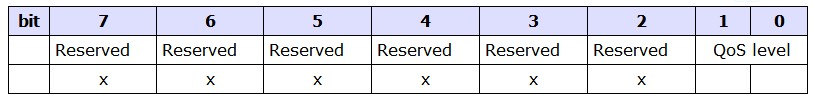 bit 7 6 5 4 3 2 1 0
Reserved Reserved Reserved Reserved Reserved Reserved QoS level
x x x x x x